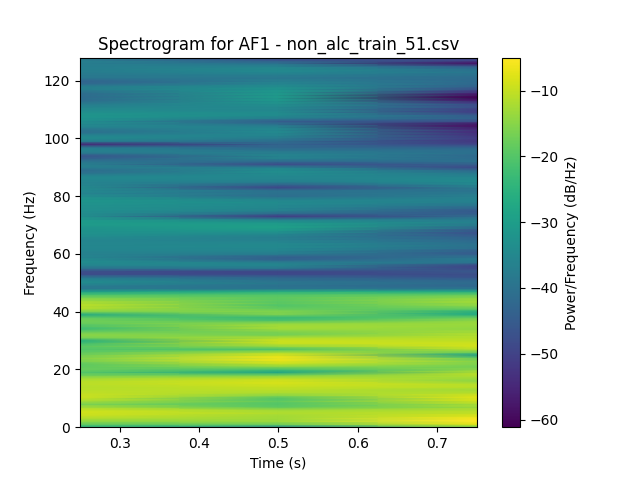 Spectrogram for AF1 - non_alc_train_51.csv
120
100
80
60
40
20
0
Frequency (Hz)
0.3 0.4 0.5 0.6 0.7
Time (s)
−10
−20
−30
−40
−50
−60
Power/Frequency (dB/Hz)